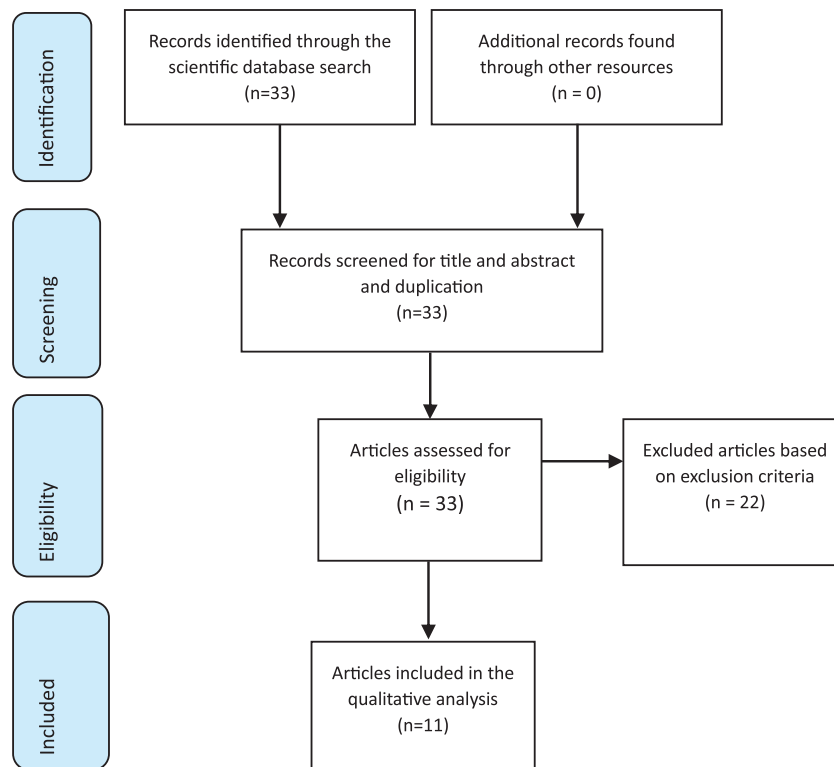 Identification
Records identified through the
scientific database search
(n=33)
Additional records found
through other resources
(n = 0)
Screening
Records screened for title and abstract
and duplication
(n=33)
Eligibility
Articles assessed for
eligibility
(n = 33)
Excluded articles based
on exclusion criteria
(n = 22)
Included
Articles included in the
qualitative analysis
(n=11)